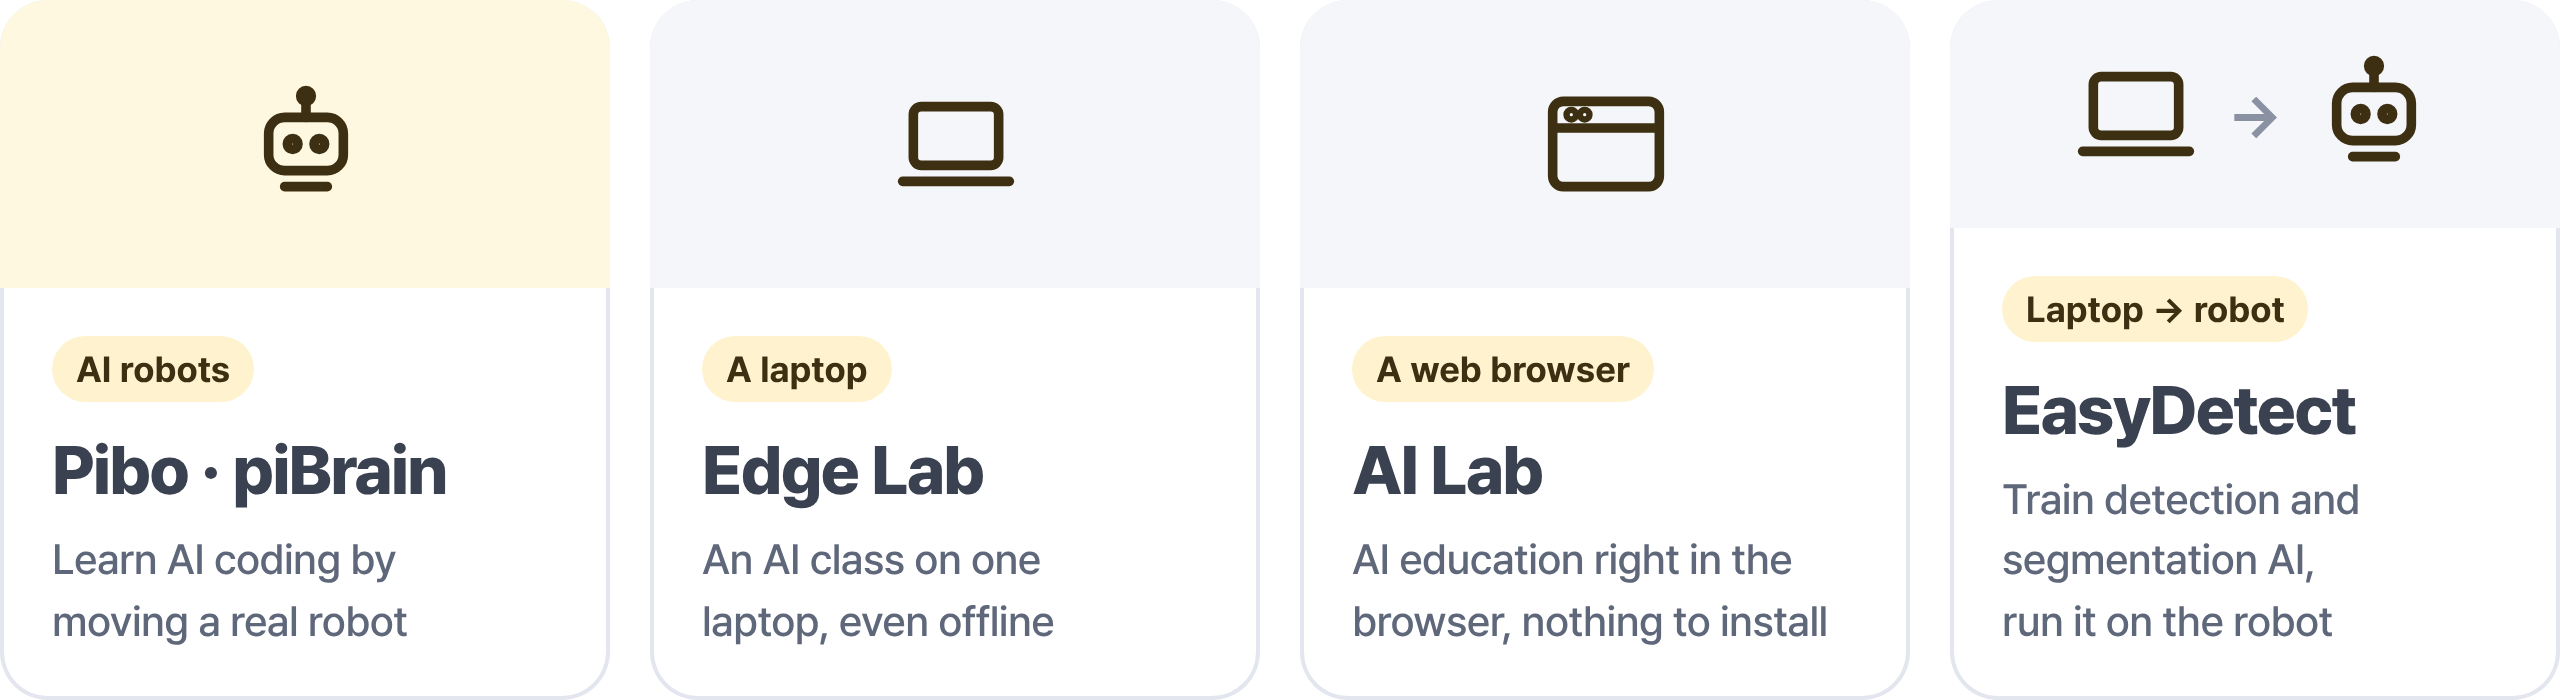 AI robots
Pibo · piBrain
Learn AI coding by
moving a real robot
A laptop
Edge Lab
An AI class on one
laptop, even offline
A web browser
AI Lab
AI education right in the
browser, nothing to install
Laptop → robot
EasyDetect
Train detection and
segmentation AI,
run it on the robot